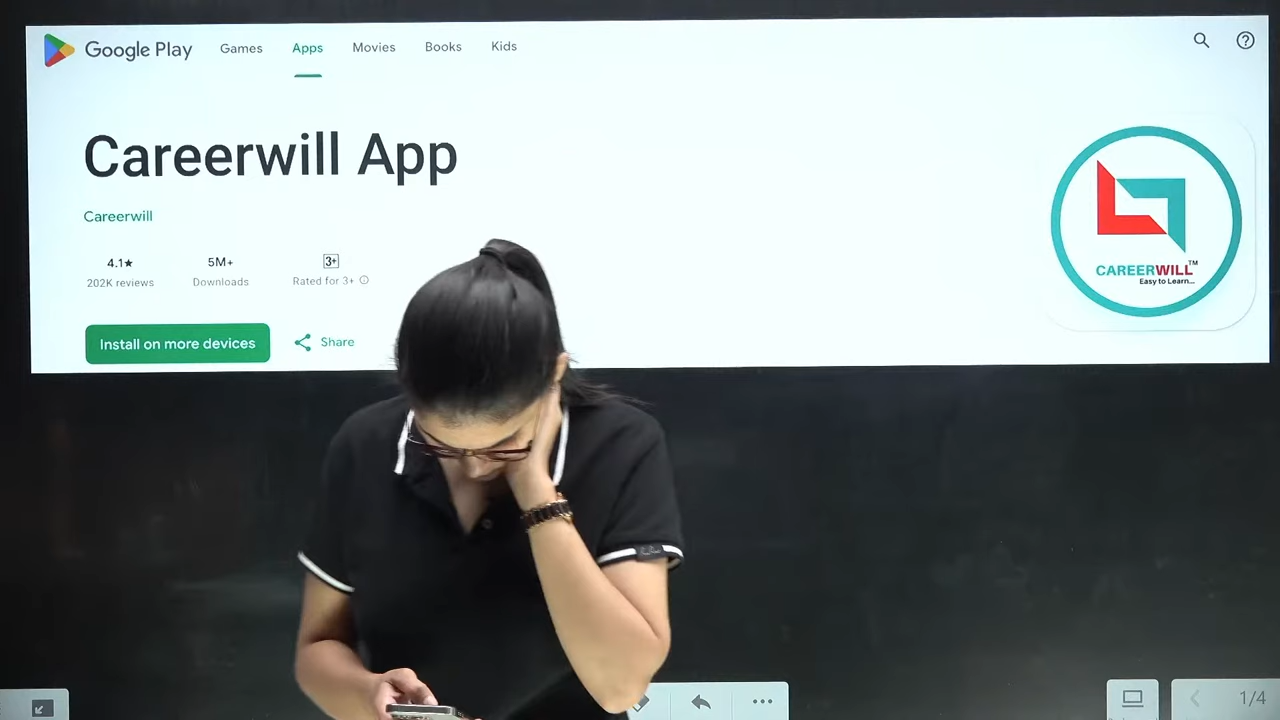 Google Play Games Apps Movies Books Kids
Careerwill App
Careerwill
4.1★ 5M+ 3+
202K reviews Downloads Rated for 3+
Install on more devices Share
CAREERWILL™
Easy to Learn...
1/4